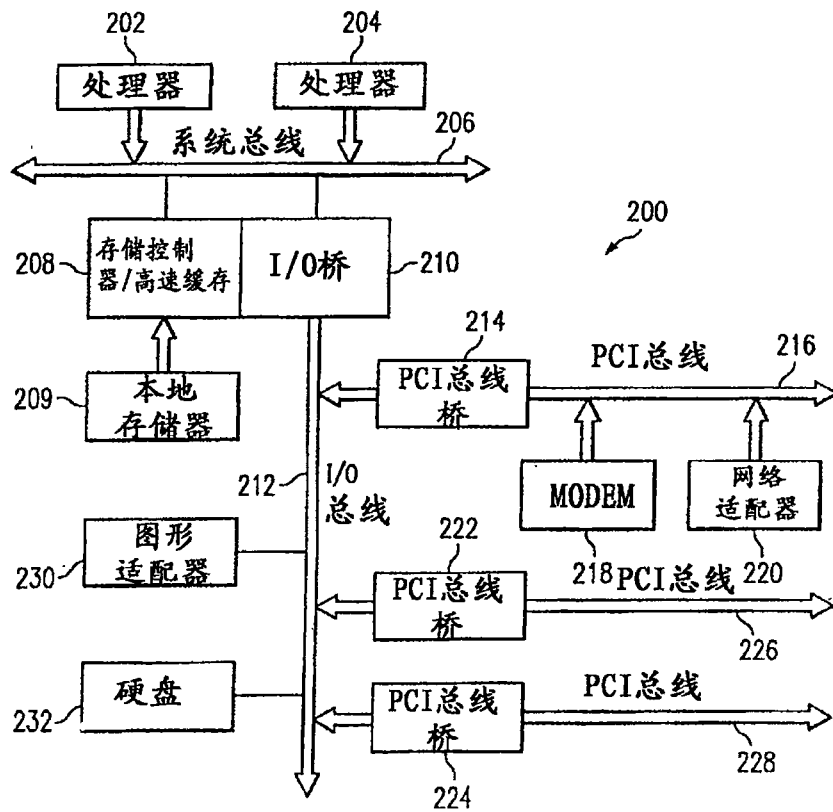 202
204
处理器
处理器
系统总线
206
200
208
存储控制
器/高速缓存
I/O桥
210
214
PCI总线
桥
PCI总线
216
209
本地
存储器
212
I/O
总线
MODEM
218
网络
适配器
220
230
图形
适配器
222
PCI总线
桥
PCI总线
226
232
硬盘
PCI总线
桥
224
PCI总线
228